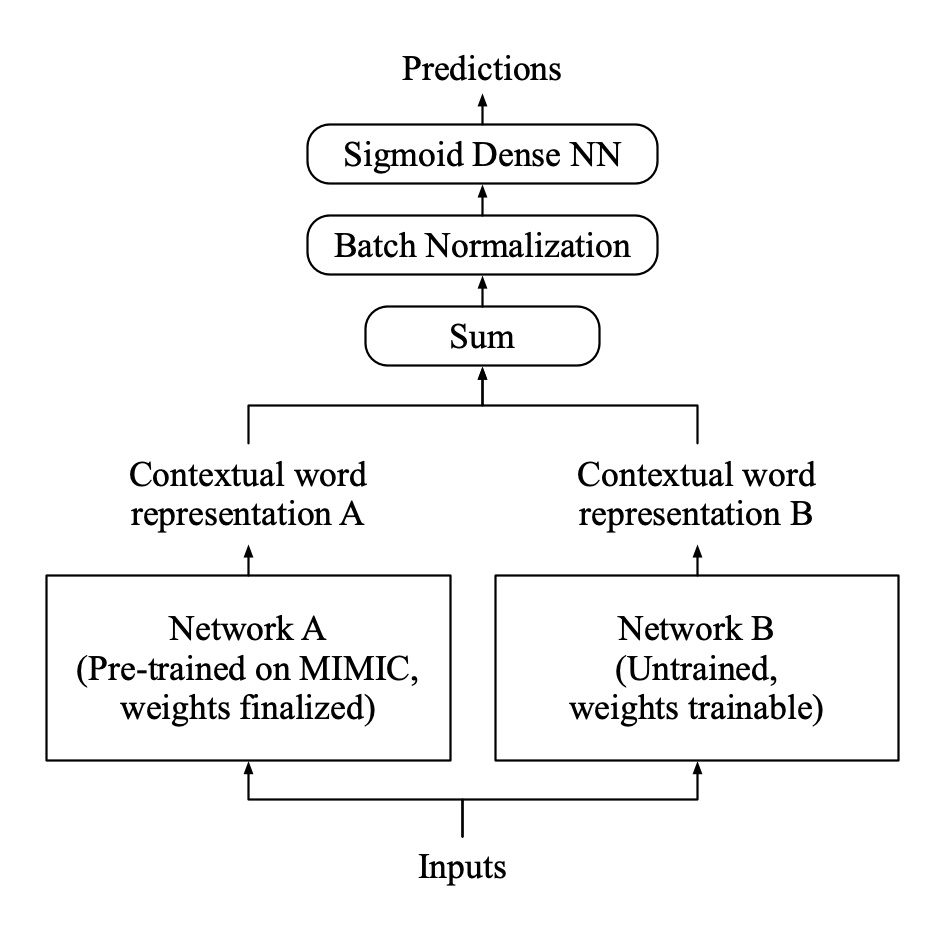 Predictions
Sigmoid Dense NN
Batch Normalization
Sum
Contextual word
representation A
Contextual word
representation B
Network A
(Pre-trained on MIMIC,
weights finalized)
Network B
(Untrained,
weights trainable)
Inputs